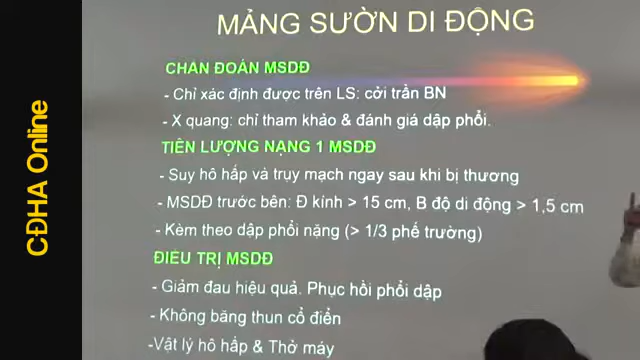 CĐHA Online
MẢNG SƯỜN DI ĐỘNG
CHẨN ĐOÁN MSDĐ
- Chỉ xác định được trên LS: cởi trần BN
- X quang: chỉ tham khảo & đánh giá dập phổi.
TIÊN LƯỢNG NẶNG 1 MSDĐ
- Suy hô hấp và truy mạch ngay sau khi bị thương
- MSDĐ trước bên: Đ kính > 15 cm, B độ di động > 1,5 cm
- Kèm theo dập phổi nặng (> 1/3 phế trường)
ĐIỀU TRỊ MSDĐ
- Giảm đau hiệu quả. Phục hồi phổi dập
- Không băng thun cổ điển
-Vật lý hô hấp & Thở máy